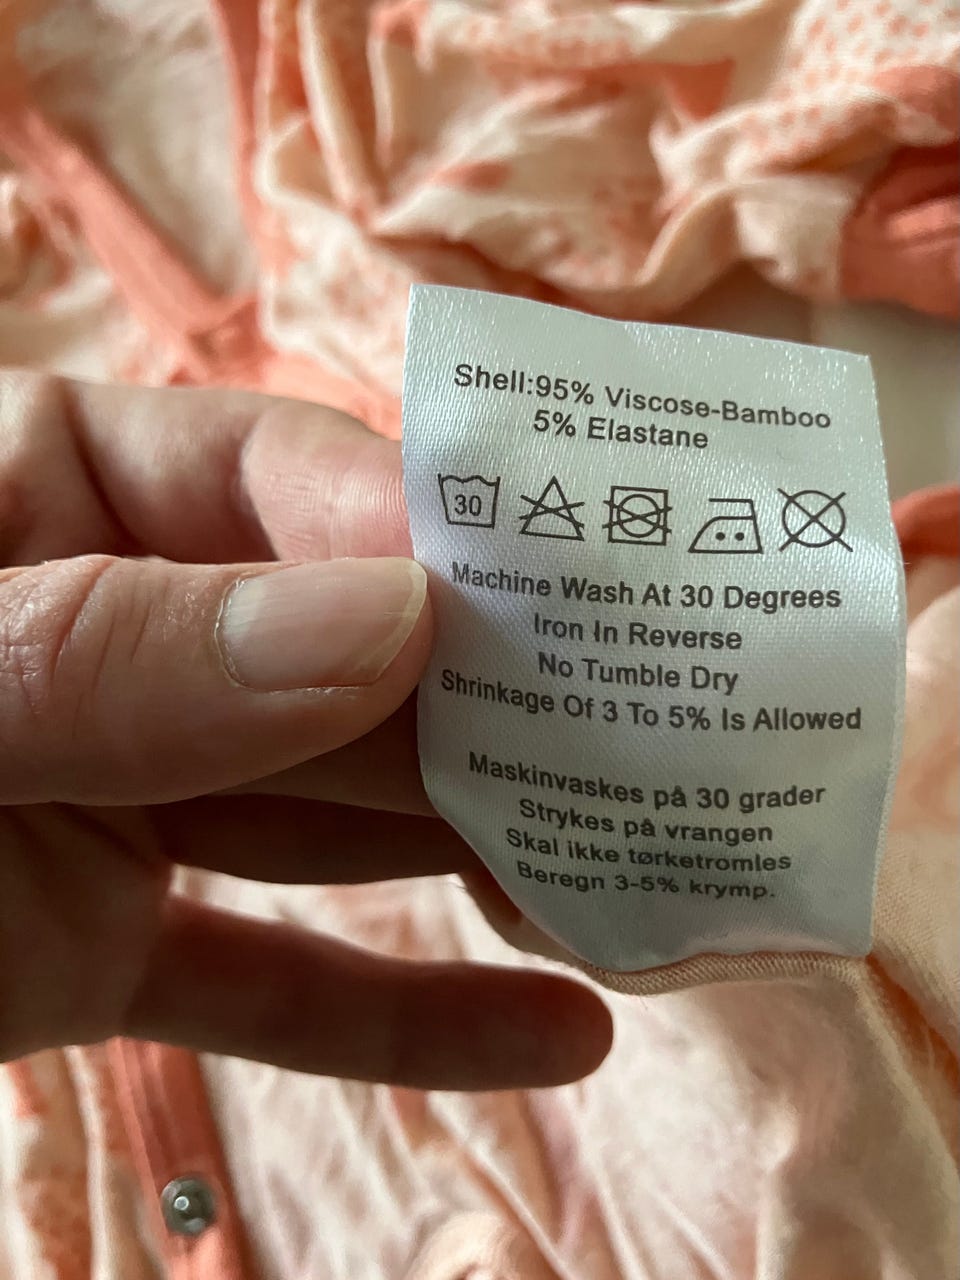 Shell:95% Viscose-Bamboo
5% Elastane
30
Machine Wash At 30 Degrees
Iron In Reverse
No Tumble Dry
Shrinkage Of 3 To 5% Is Allowed
Maskinvaskes på 30 grader
Strykes på vrangen
Skal ikke tørketromles
Beregn 3-5% krymp.